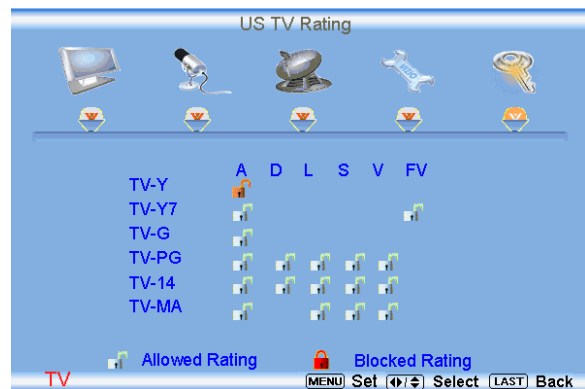 US TV Rating
A D L S V FV
TV-Y
TV-Y7
TV-G
TV-PG
TV-14
TV-MA
Allowed Rating Blocked Rating
TV MENU Set / Select LAST Back